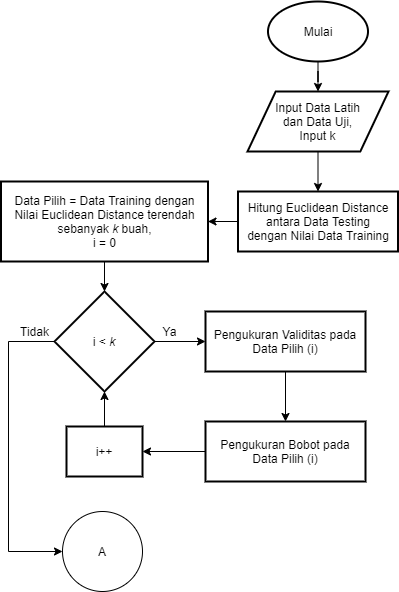 Mulai
Input Data Latih
dan Data Uji,
Input k
Hitung Euclidean Distance
antara Data Testing
dengan Nilai Data Training
Data Pilih = Data Training dengan
Nilai Euclidean Distance terendah
sebanyak k buah,
i = 0
i < k
Tidak
Ya
Pengukuran Validitas pada
Data Pilih (i)
Pengukuran Bobot pada
Data Pilih (i)
i++
A